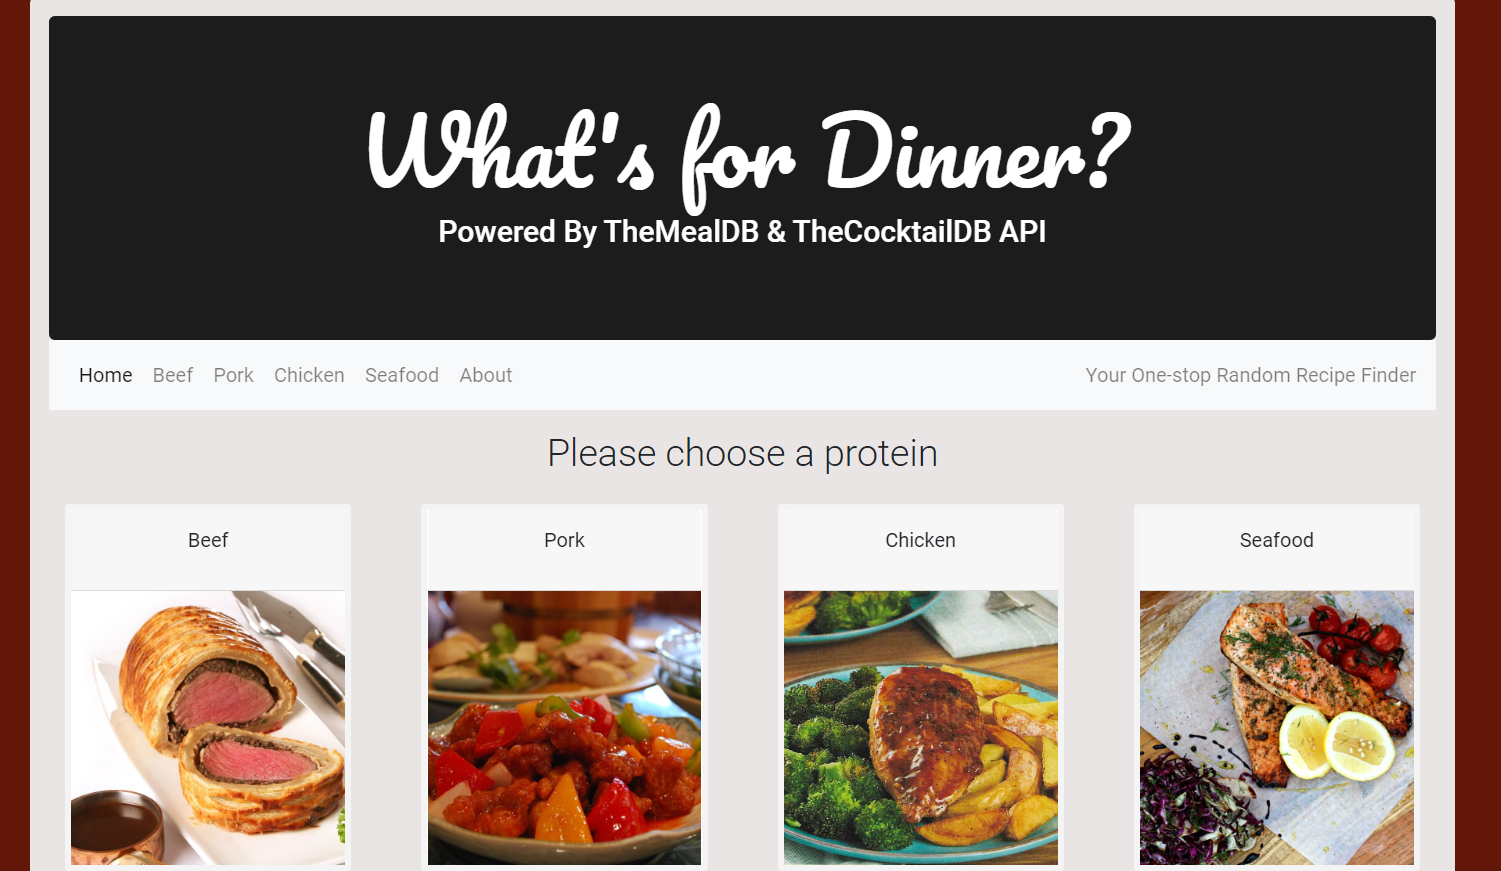 What's for Dinner?
Powered By TheMealDB & TheCocktailDB API
Home Beef Pork Chicken Seafood About Your One-stop Random Recipe Finder
Please choose a protein
Beef Pork Chicken Seafood